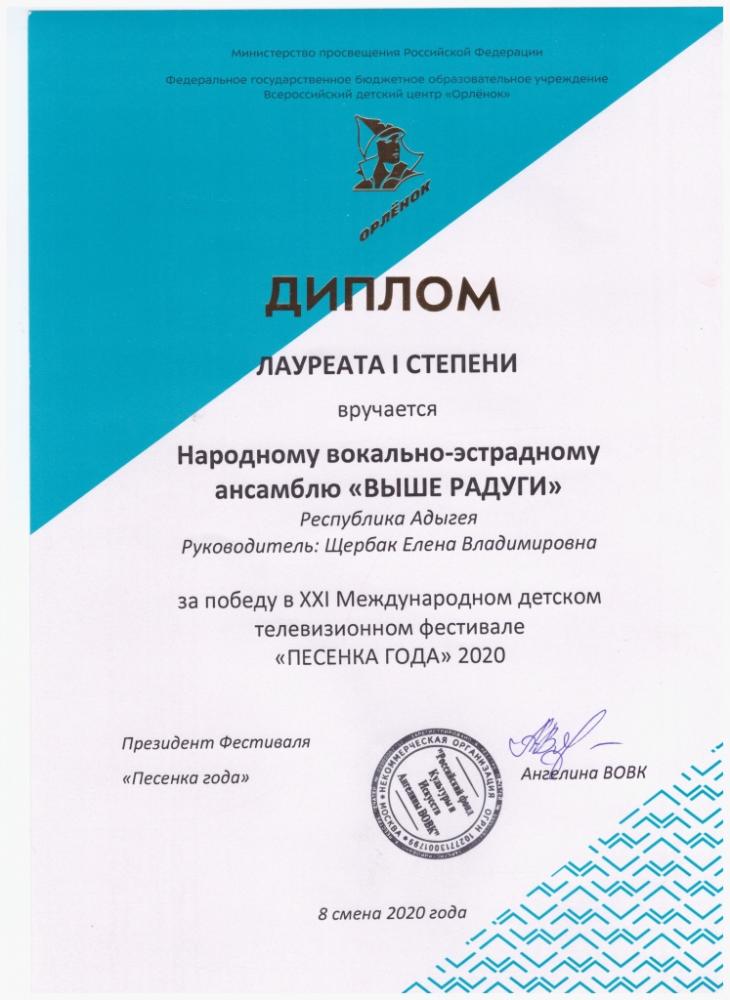 Министерство просвещения Российской Федерации
Федеральное государственное бюджетное образовательное учреждение
Всероссийский детский центр «Орлёнок»
ОРЛЁНОК
ДИПЛОМ
ЛАУРЕАТА I СТЕПЕНИ
вручается
Народному вокально-эстрадному
ансамблю «ВЫШЕ РАДУГИ»
Республика Адыгея
Руководитель: Щербак Елена Владимировна
за победу в XXI Международном детском
телевизионном фестивале
«ПЕСЕНКА ГОДА» 2020
Президент Фестиваля
«Песенка года»
НЕКОММЕРЧЕСКАЯ ОРГАНИЗАЦИЯ
ОГРН 1027713001799
МОСКВА
"Российский фонд
Культуры и
Искусств
Ангелины ВОВК"
Ангелина ВОВК
8 смена 2020 года